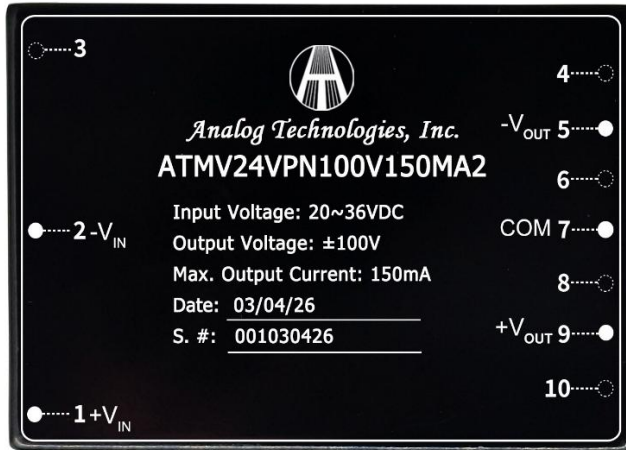 3
4
Analog Technologies, Inc.
-VOUT 5
ATMV24VPN100V150MA2
6
Input Voltage: 20~36VDC
2 -VIN
COM 7
Output Voltage: ±100V
Max. Output Current: 150mA
8
Date: 03/04/26
+VOUT 9
S. #: 001030426
10
1 +VIN